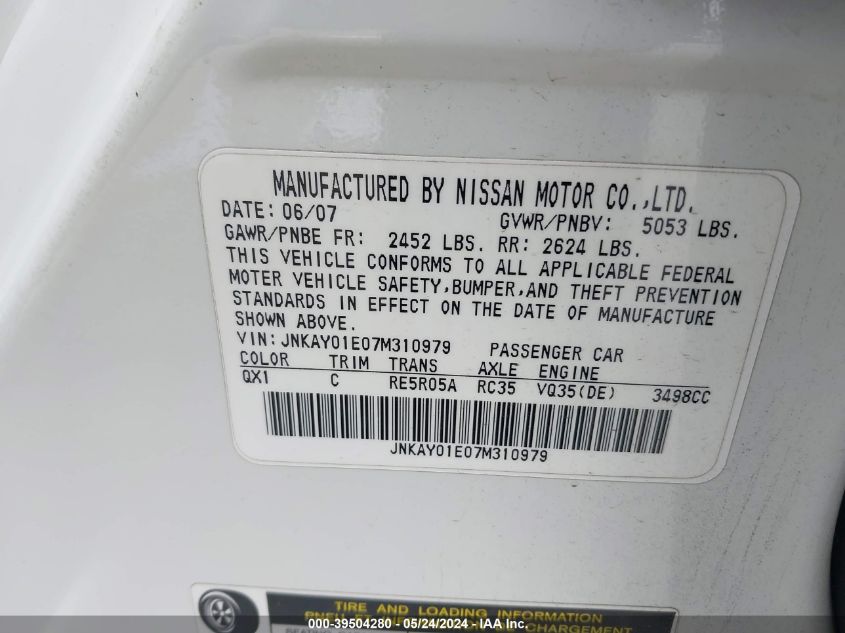 MANUFACTURED BY NISSAN MOTOR CO.,LTD.
DATE: 06/07 GVWR/PNBV: 5053 LBS.
GAWR/PNBE FR: 2452 LBS. RR: 2624 LBS.
THIS VEHICLE CONFORMS TO ALL APPLICABLE FEDERAL
MOTER VEHICLE SAFETY,BUMPER,AND THEFT PREVENTION
STANDARDS IN EFFECT ON THE DATE OF MANUFACTURE
SHOWN ABOVE.
VIN:JNKAY01E07M310979 PASSENGER CAR
COLOR TRIM TRANS AXLE ENGINE
QX1 C RE5R05A RC35 VQ35(DE) 3498CC
JNKAY01E07M310979
TIRE AND LOADING INFORMATION
000-39504280 - 05/24/2024 - IAA Inc.